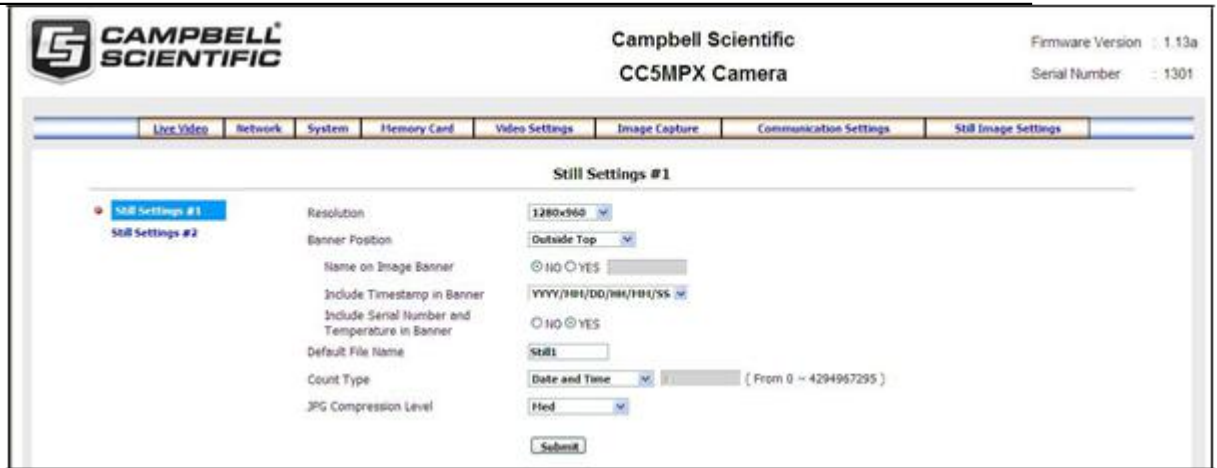 CAMPBELL SCIENTIFIC
Campbell Scientific
CC5MPX Camera
Firmware Version : 1.13a
Serial Number : 1301
Live Video Network System Memory Card Video Settings Image Capture Communication Settings Still Image Settings
Still Settings #1
Still Settings #1
Still Settings #2
Resolution 1280x960
Banner Position Outside Top
Name on Image Banner NO YES
Include Timestamp in Banner YYYY/MM/DD/HH/MM/SS
Include Serial Number and Temperature in Banner NO YES
Default File Name Still1
Count Type Date and Time ( From 0 ~ 4294967295 )
JPG Compression Level Med
Submit